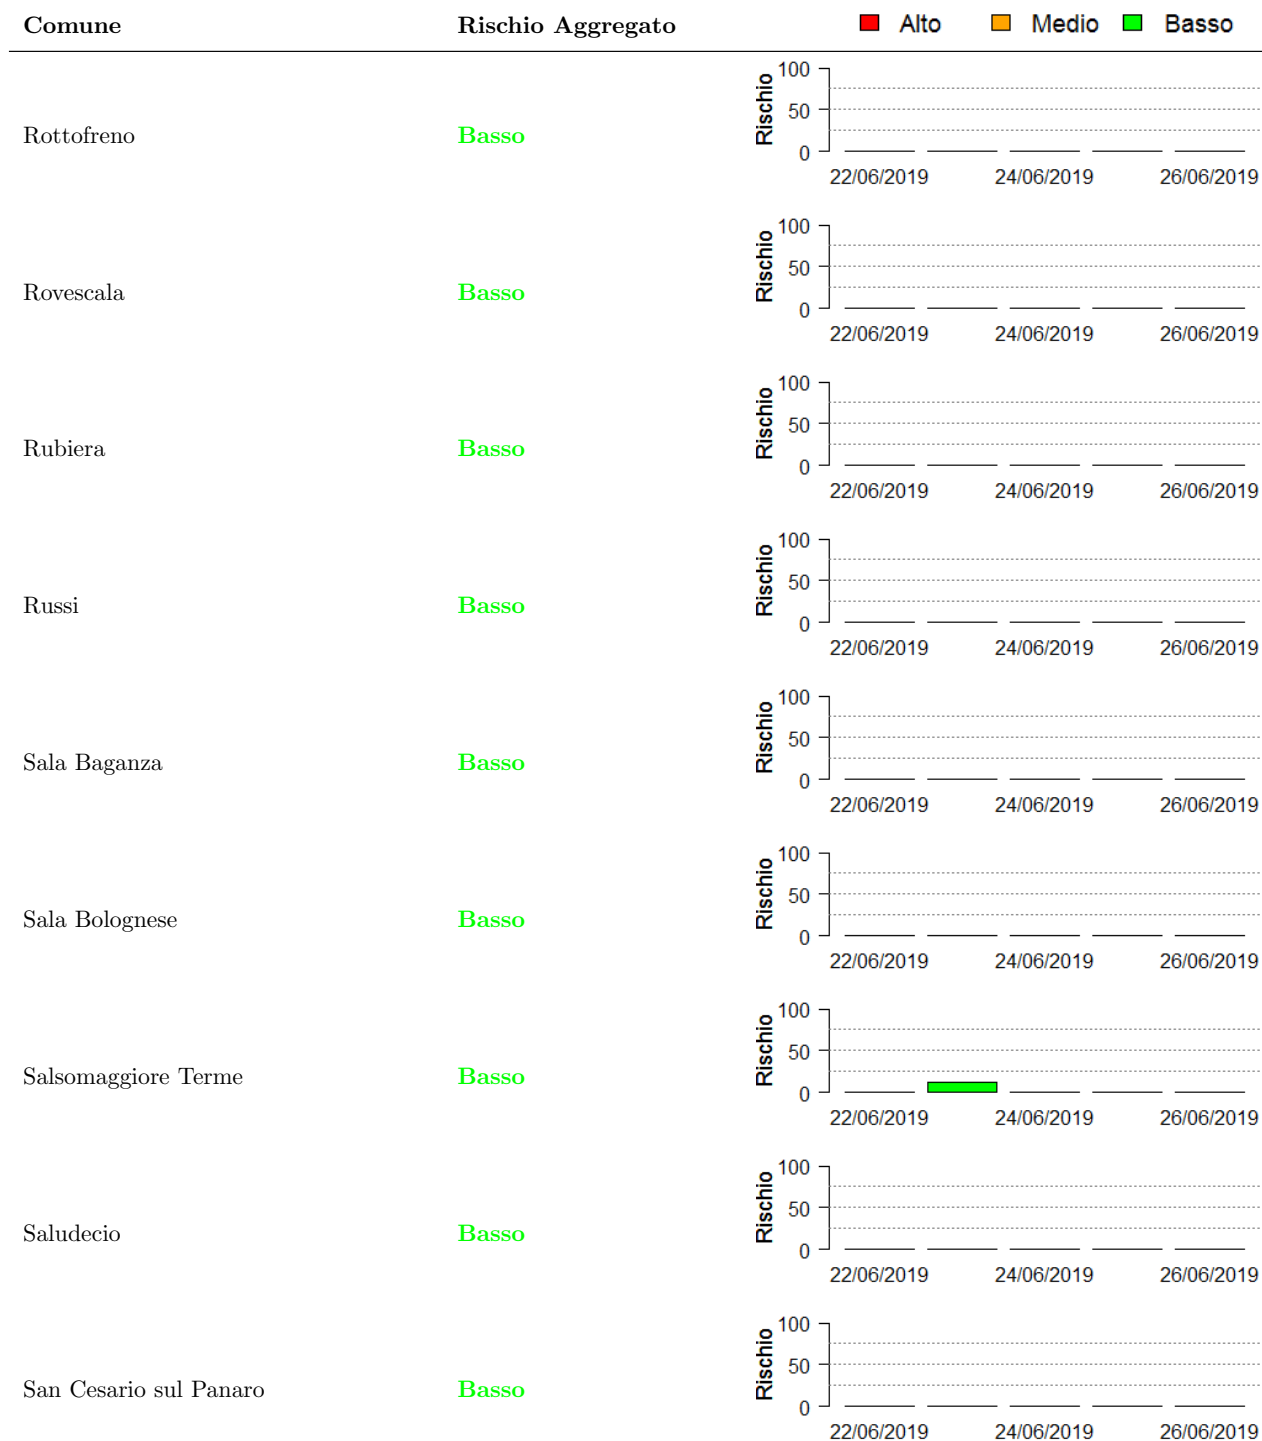 Comune Rischio Aggregato Alto Medio Basso
100
50
0
Rischio
Rottofreno Basso
22/06/2019 24/06/2019 26/06/2019
100
50
0
Rischio
Rovescala Basso
22/06/2019 24/06/2019 26/06/2019
100
50
0
Rischio
Rubiera Basso
22/06/2019 24/06/2019 26/06/2019
100
50
0
Rischio
Russi Basso
22/06/2019 24/06/2019 26/06/2019
100
50
0
Rischio
Sala Baganza Basso
22/06/2019 24/06/2019 26/06/2019
100
50
0
Rischio
Sala Bolognese Basso
22/06/2019 24/06/2019 26/06/2019
100
50
0
Rischio
Salsomaggiore Terme Basso
22/06/2019 24/06/2019 26/06/2019
100
50
0
Rischio
Saludecio Basso
22/06/2019 24/06/2019 26/06/2019
100
50
0
Rischio
San Cesario sul Panaro Basso
22/06/2019 24/06/2019 26/06/2019